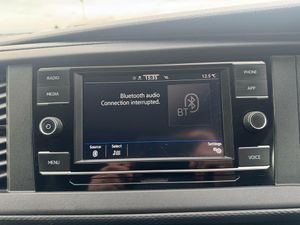 RADIO
MEDIA
MENU
15:35
12.5 °C
Bluetooth audio
Connection interrupted.
BT
Source
Select
Settings
PHONE
APP
VOICE